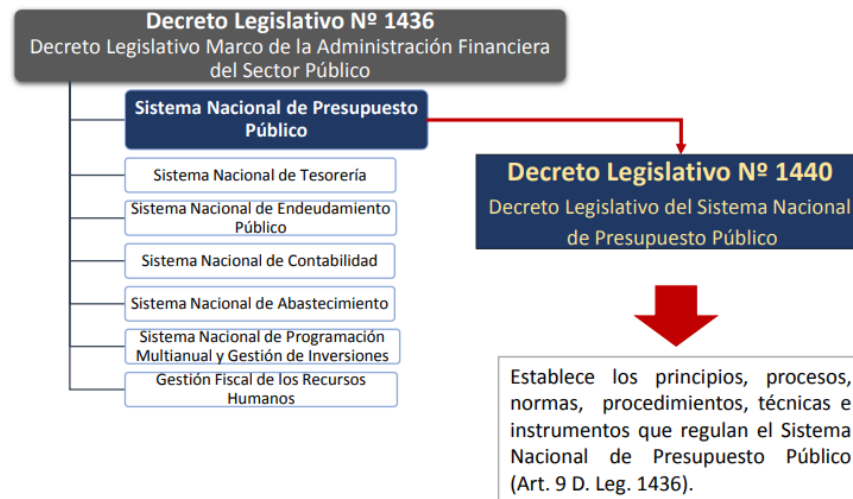 Decreto Legislativo Nº 1436
Decreto Legislativo Marco de la Administración Financiera
del Sector Público
Sistema Nacional de Presupuesto
Público
Sistema Nacional de Tesorería
Sistema Nacional de Endeudamiento
Público
Sistema Nacional de Contabilidad
Sistema Nacional de Abastecimiento
Sistema Nacional de Programación
Multianual y Gestión de Inversiones
Gestión Fiscal de los Recursos
Humanos
Decreto Legislativo Nº 1440
Decreto Legislativo del Sistema Nacional
de Presupuesto Público
Establece los principios, procesos,
normas, procedimientos, técnicas e
instrumentos que regulan el Sistema
Nacional de Presupuesto Público
(Art. 9 D. Leg. 1436).